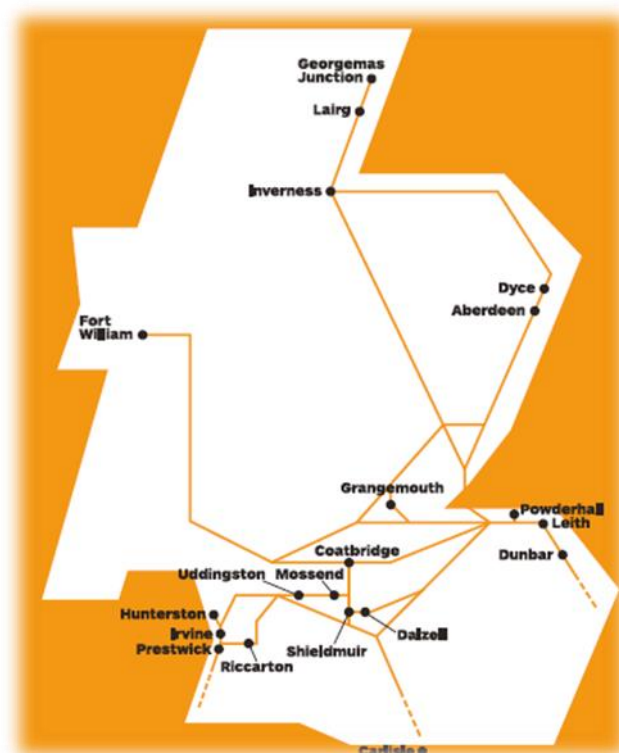 Georgemas
Junction
Lairg
Inverness
Dyce
Aberdeen
Fort
William
Grangemouth
Powderhall
Leith
Coatbridge
Dunbar
Uddingston Mossend
Hunterston
Irvine
Prestwick
Shieldmuir
Dalzell
Riccarton
Carlisle